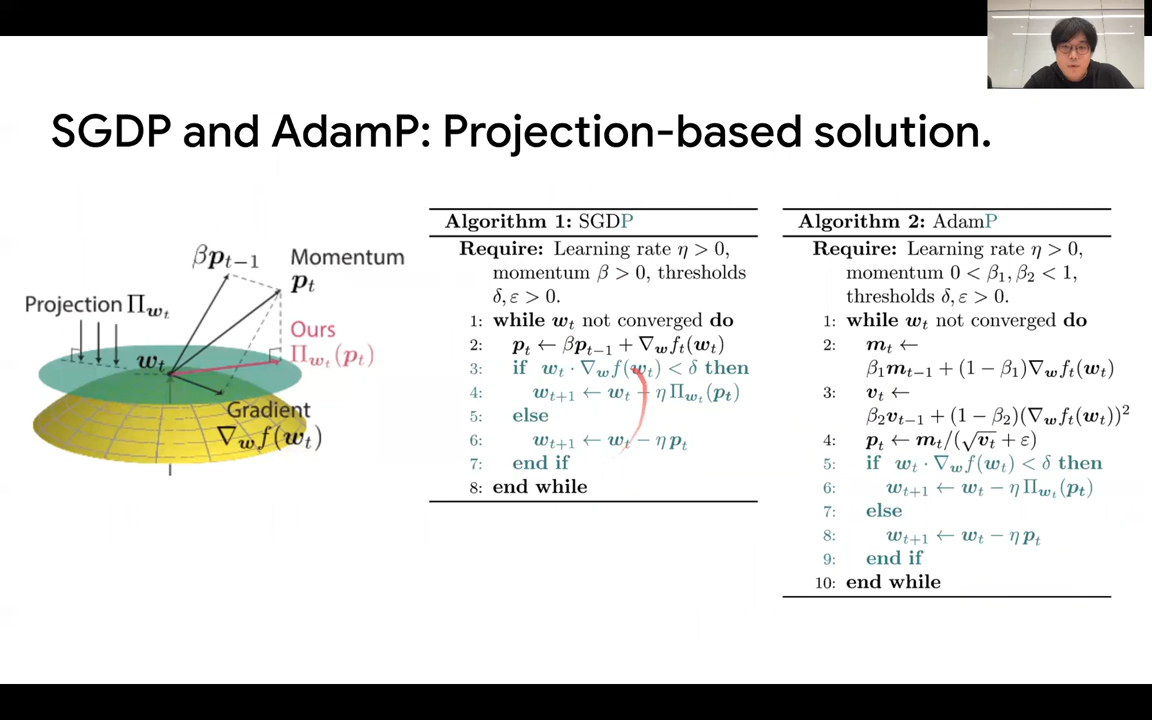 SGDP and AdamP: Projection-based solution.
βp_{t−1}
Momentum
p_t
Projection Π_{w_t}
Ours
Π_{w_t}(p_t)
w_t
Gradient
∇_w f(w_t)
Algorithm 1: SGDP
Require: Learning rate η > 0,
momentum β > 0, thresholds
δ, ε > 0.
1: while w_t not converged do
2: p_t ← βp_{t−1} + ∇_w f_t(w_t)
3: if w_t · ∇_w f(w_t) < δ then
4: w_{t+1} ← w_t − η Π_{w_t}(p_t)
5: else
6: w_{t+1} ← w_t − η p_t
7: end if
8: end while
Algorithm 2: AdamP
Require: Learning rate η > 0,
momentum 0 < β_1, β_2 < 1,
thresholds δ, ε > 0.
1: while w_t not converged do
2: m_t ←
β_1 m_{t−1} + (1 − β_1)∇_w f_t(w_t)
3: v_t ←
β_2 v_{t−1} + (1 − β_2)(∇_w f_t(w_t))^2
4: p_t ← m_t/(√v_t + ε)
5: if w_t · ∇_w f(w_t) < δ then
6: w_{t+1} ← w_t − η Π_{w_t}(p_t)
7: else
8: w_{t+1} ← w_t − η p_t
9: end if
10: end while